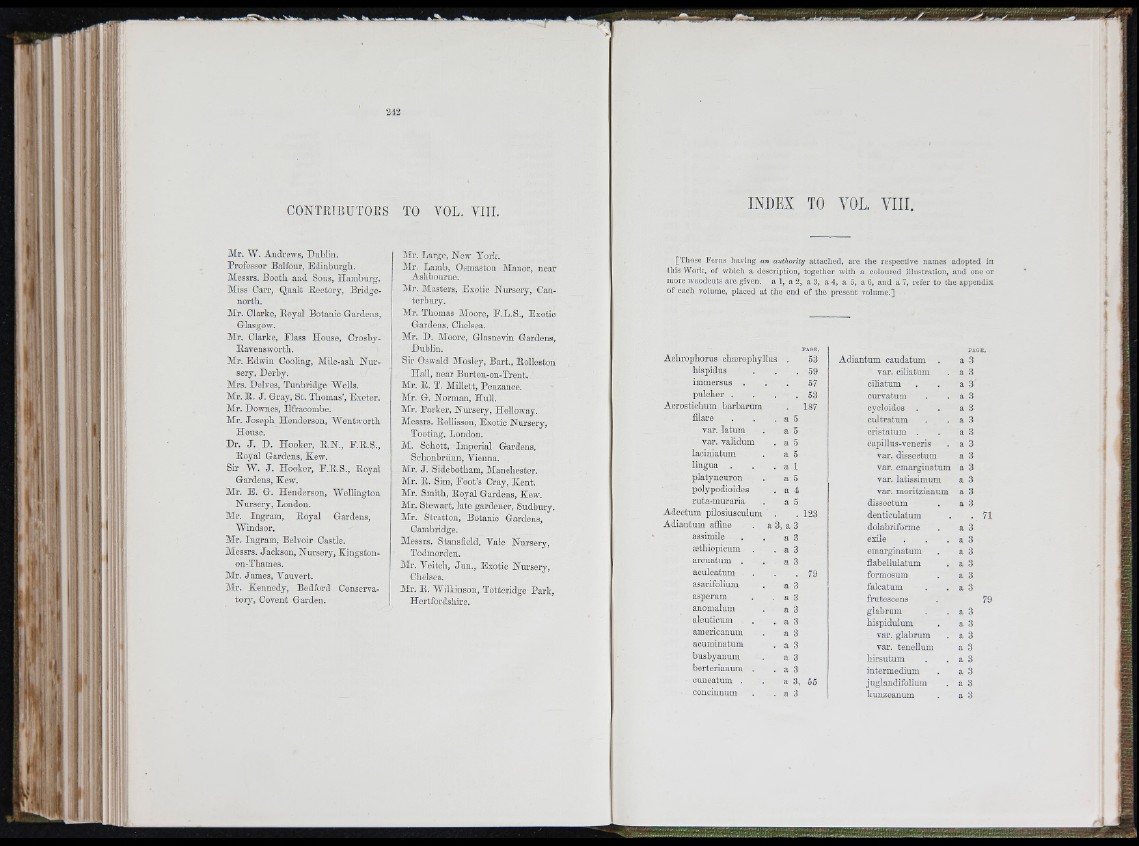 242
CONTRIBUTORS TO VOL. VIII.
Mr. W. Andrews, Dublin.
Professor Balfour, Edinburgh.
Messrs. Booth and Sons, Hamburg.
Miss Carr, Qualt Rectory, Bridge-
north.
Mr. Clarke, Royal Botanic Gardens,
Glasgow.
Mr. Clarke, Flass House, Crosby-
Ravensworth.
Mr. Edwin Cooling, Mile-ash Nur-
sery, Derby.
Mrs. Delves, Tunbridge Wells.
Mr. R. J. Gray, St. Thomas', Exeter.
Mr. Downes, Ilfracombe.
Mr. Joseph Henderson, Wentworth
House.
Dr. J. D. Hooker, R.N., F.R.S.,
Royal Gardens, Kew.
Sir W. J. Hooker, F.R.S., Royal
Gardens, Kew.
Mr. E. G. Henderson, Wellington
Nursery, London.
Mr. Ingram, Royal Gardens,
Windsor.
Mr. Ingram, Belvoir Castle.
Messrs. Jackson, Nursery, Kingston-
on-Thames.
Mr. James, Vauvert.
Mr. Kennedy, Bedford Conserva-
tory, Covent Garden.
Mr. Large, New York.
Mr. Lamb, Osmaston Manor, near
Ashbourne.
Mr. Masters, Exotic Nursery, Can-
terbury.
Mr. Thomas Moore, F.L.S., Exotic
Gardens, Chelsea.
Mr. D. Moore, Glasnevin Gardens,
Dublin.
Sir Oswald Mosley, Bart., Rolleston
Hall, near Burton-on-Trent.
Mr. R. T. Millett, Penzance.
Mr. G. Norman, Hull.
Mr. Parker, Nursery, Holloway.
Messrs. Rollisson, Exotic Nursery,
Tooting, London.
M. Schott, Imperial Gardens,
Schonbrünn, Vienna.
Mr. J. Sidebotham, Manchester.
Mr. R. Sim, Foot's Cray, Kent.
Mr. Smith, Royal Gardens, Kew.
Mr. Stewart, late gardener, Sudbury.
Mr. Stratton, Botanic Gardens,
Cambridge.
Messrs. Stansfield, Vale Nursery,
Todmorden.
Mr. Veitch, Jun., Exotic Nursery,
Chelsea.
Mr. R. Wilkinson, Totteridge Park,
Hertfordshire.
INDEX TO VOL. VIII.
[Those Ferns having an authority attached, are the respective names adopted in
this Work, of which a description, together with a coloured illustration, and one or
more woodcuts are given. a 1, a 2, a 3, a 4, a 5, a 6, and a 7, refer to the appendix
of each volume, placed at the end of the present volume.]
PAGE.
Achrophorus chærophyllus . 53
hispidus . . . 59
immersus . . . 57
pulcher . . . . 53
Acrostichum barbarum . 187
filare . . . a 5
var. latum . a 5
var. validum . a 5
laciniatum . a 5
lingua . . . a 1
platyneuron . a 5
polypodioides . a 4
ruta-muraria . a 5
Adectum pilosiusculum . . 123
Adiantum affine . a 3, a 3
assimile . . a 3
æthiopicum . . a 3
arcuatum . . a 3
aculeatum . . . 79
asarifolium . a 3
asperum . . a 3
anomalum . a 3
aleuticum . . a 3
americanum . a 3
acuminatum . a 3
busbyanum . a 3
berterianum . . a 3
cuneatum . . a 3, 55
concinnum . . a 3
PAGE.
Adiantum caudatum . a 3
var. ciliatum . a 3
ciliatum . . a 3
curvatum . . a 3
cycloides . . a 3
cultratum . . a 3
cristatum . . a 3
capillus-veneris . a 3
var. dissectum a 3
var. emarginatum a 3
var. latissimum a 3
var. moritzianum a 3
dissectum . a 3
denticulatum . . 71
dolabriforme . a 3
exile . . . a 3
emarginatum . a 3
flabellulatum . a 3
formosum . a 3
falcatum . . a 3
frutescens . 79
glabrum . . a 3
hispidulum . a 3
var. glabrum . a 3
var. tenellum a 3
hirsutum . . a 3
intermedium . a 3
juglandifolium . a 3
kunzeanum . a 3